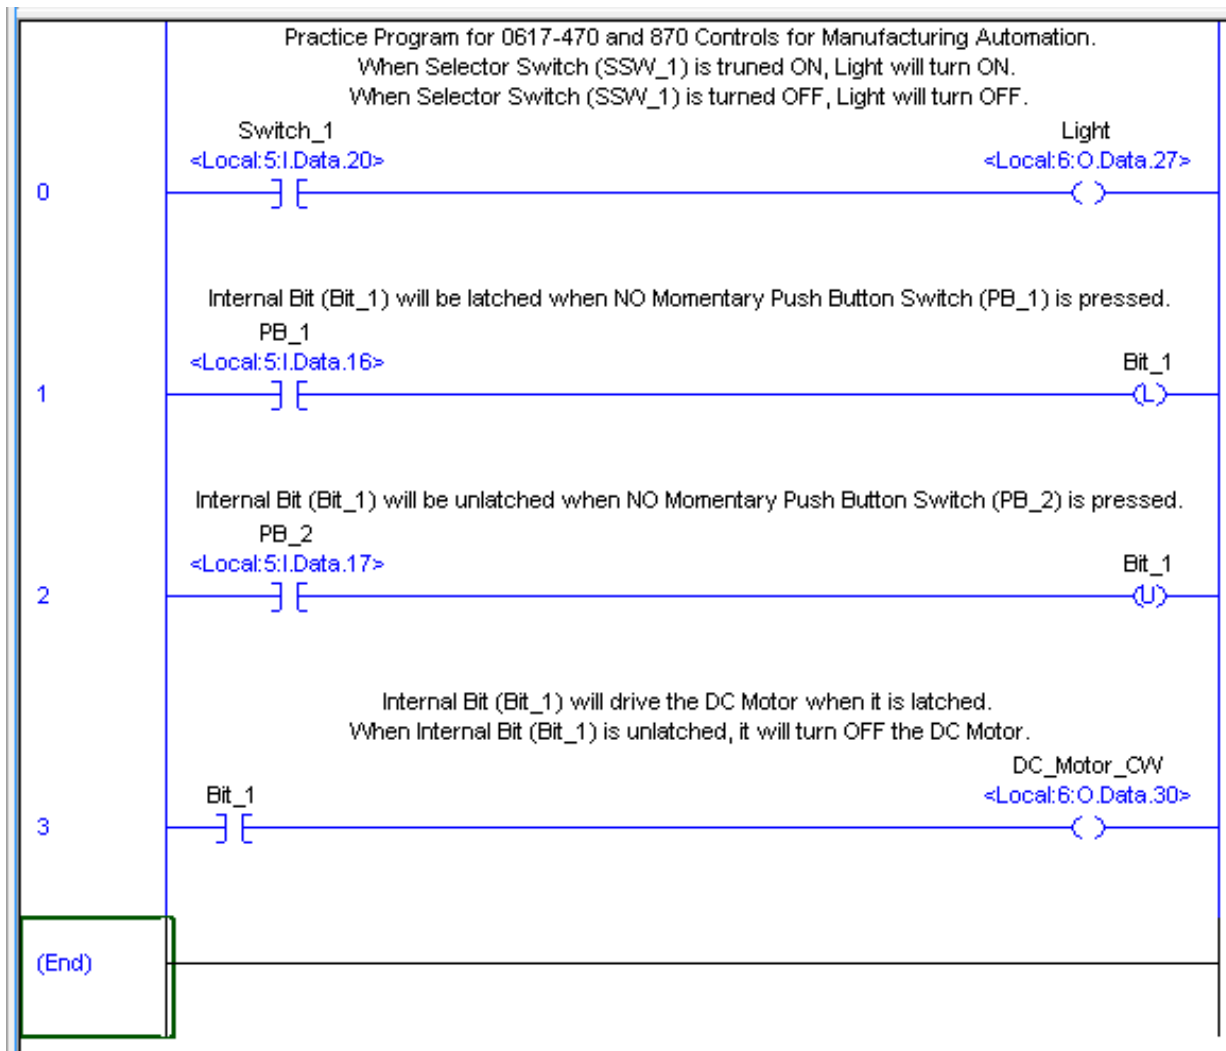 Practice Program for 0617-470 and 870 Controls for Manufacturing Automation.
When Selector Switch (SSW_1) is truned ON, Light will turn ON.
When Selector Switch (SSW_1) is turned OFF, Light will turn OFF.
Switch_1 Light
<Local:5:I.Data.20> <Local:6:O.Data.27>
0
Internal Bit (Bit_1) will be latched when NO Momentary Push Button Switch (PB_1) is pressed.
PB_1
<Local:5:I.Data.16> Bit_1
1 L
Internal Bit (Bit_1) will be unlatched when NO Momentary Push Button Switch (PB_2) is pressed.
PB_2
<Local:5:I.Data.17> Bit_1
2 U
Internal Bit (Bit_1) will drive the DC Motor when it is latched.
When Internal Bit (Bit_1) is unlatched, it will turn OFF the DC Motor.
DC_Motor_CW
Bit_1 <Local:6:O.Data.30>
3
(End)